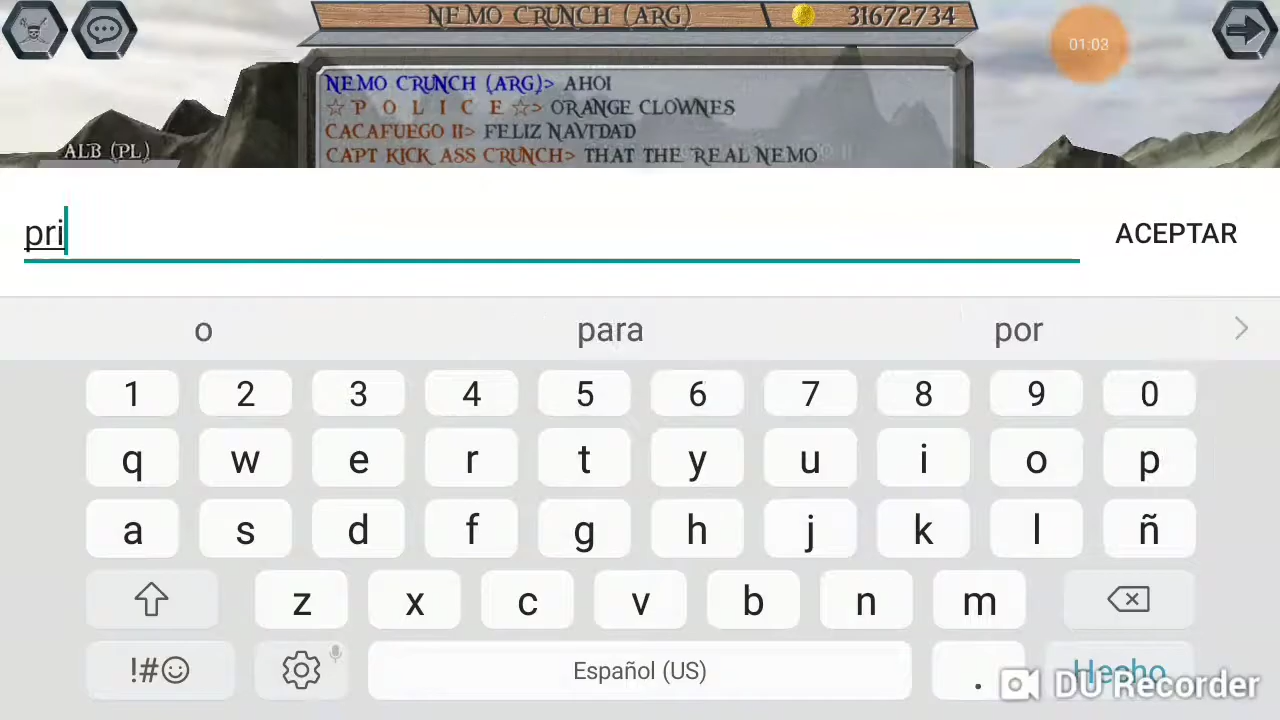 NEMO CRUNCH (ARG) 31672734
01:03
NEMO CRUNCH (ARG)> AHOI
☆ P O L I C E ☆> ORANGE CLOWNES
CACAFUEGO II> FELIZ NAVIDAD
CAPT KICK ASS CRUNCH> THAT THE REAL NEMO
ALB (PL)
pri
ACEPTAR
o para por
1 2 3 4 5 6 7 8 9 0
q w e r t y u i o p
a s d f g h j k l ñ
z x c v b n m
!#☺ Español (US) . Hecho
DU Recorder